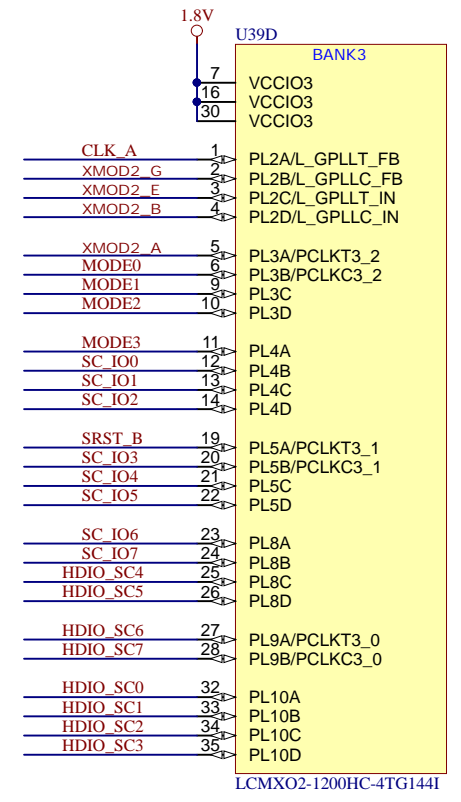 1.8V
U39D
BANK3
7 VCCIO3
16 VCCIO3
30 VCCIO3
CLK_A 1 PL2A/L_GPLLT_FB
XMOD2_G 2 PL2B/L_GPLLC_FB
XMOD2_E 3 PL2C/L_GPLLT_IN
XMOD2_B 4 PL2D/L_GPLLC_IN
XMOD2_A 5 PL3A/PCLKT3_2
MODE0 6 PL3B/PCLKC3_2
MODE1 9 PL3C
MODE2 10 PL3D
MODE3 11 PL4A
SC_IO0 12 PL4B
SC_IO1 13 PL4C
SC_IO2 14 PL4D
SRST_B 19 PL5A/PCLKT3_1
SC_IO3 20 PL5B/PCLKC3_1
SC_IO4 21 PL5C
SC_IO5 22 PL5D
SC_IO6 23 PL8A
SC_IO7 24 PL8B
HDIO_SC4 25 PL8C
HDIO_SC5 26 PL8D
HDIO_SC6 27 PL9A/PCLKT3_0
HDIO_SC7 28 PL9B/PCLKC3_0
HDIO_SC0 32 PL10A
HDIO_SC1 33 PL10B
HDIO_SC2 34 PL10C
HDIO_SC3 35 PL10D
LCMXO2-1200HC-4TG144I